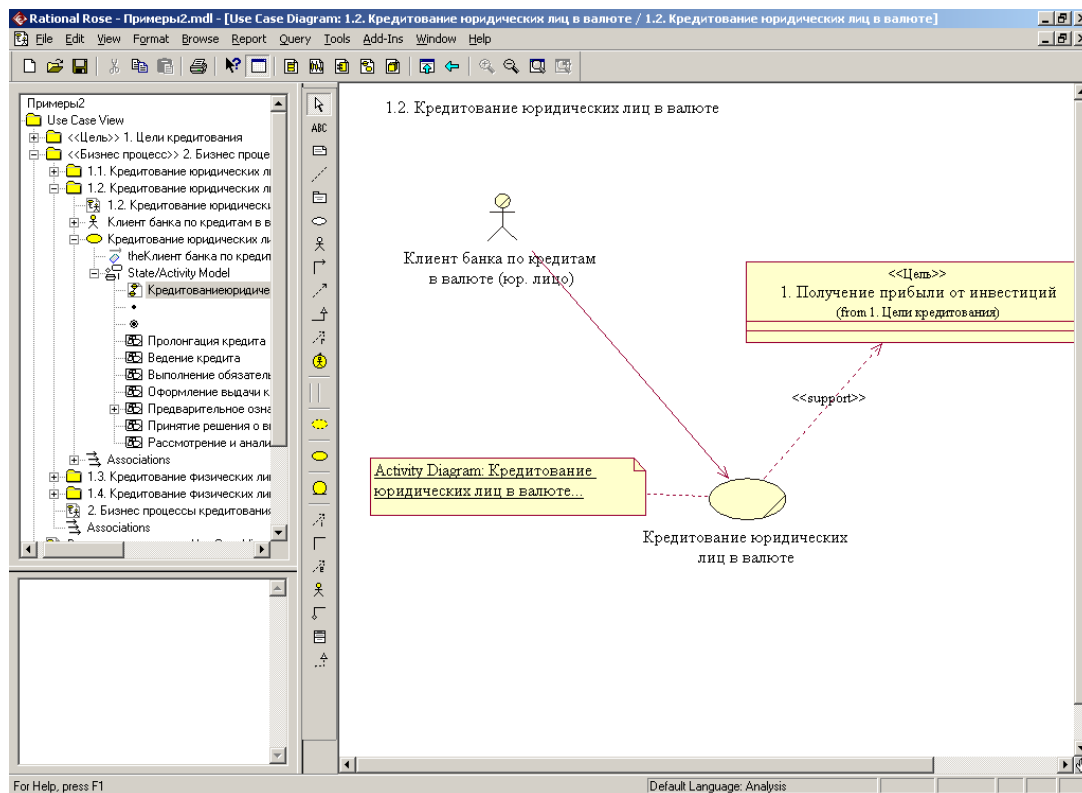 Rational Rose - Примеры2.mdl - [Use Case Diagram: 1.2. Кредитование юридических лиц в валюте / 1.2. Кредитование юридических лиц в валюте]
File Edit View Format Browse Report Query Tools Add-Ins Window Help
Примеры2
Use Case View
<<Цель>> 1. Цели кредитования
<<Бизнес процесс>> 2. Бизнес проце
1.1. Кредитование юридических л
1.2. Кредитование юридических л
1.2. Кредитование юридически
Клиент банка по кредитам в в
Кредитование юридических ли
theКлиент банка по кредит
State/Activity Model
Кредитованиеюридиче
Пролонгация кредита
Ведение кредита
Выполнение обязатель
Оформление выдачи к
Предварительное озна
Принятие решения о в
Рассмотрение и анали
Associations
1.3. Кредитование физических ли
1.4. Кредитование физических ли
2. Бизнес процессы кредитования
Associations
ABC
1.2. Кредитование юридических лиц в валюте
Клиент банка по кредитам
в валюте (юр. лицо)
<<Цель>>
1. Получение прибыли от инвестиций
(from 1. Цели кредитования)
<<support>>
Activity Diagram: Кредитование
юридических лиц в валюте...
Кредитование юридических
лиц в валюте
For Help, press F1
Default Language: Analysis